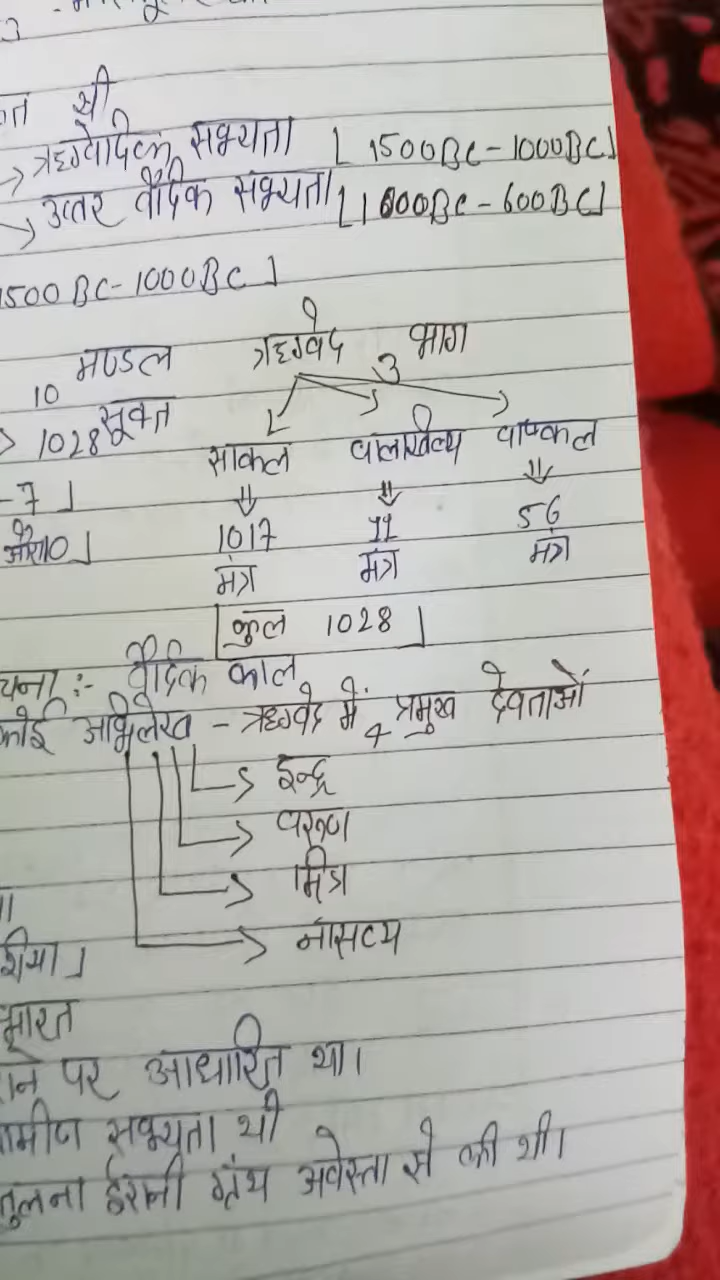 थी
→ ऋग्वेदिक सभ्यता [1500BC-1000BC]
→ उत्तर वैदिक सभ्यता [1000BC-600BC]
1500BC-1000BC]
10 मण्डल
ऋग्वेद 3 भाग
> 1028 सूक्त
साकल वालखिल्य वाष्कल
-7]
1017 मंत्र
11 मंत्र
56 मंत्र
[कुल 1028]
चना :- वैदिक काल
कोई अभिलेख - ऋग्वेद में 4 प्रमुख देवताओं
→ इन्द्र
→ वरूण
→ मित्र
→ नासत्य
शिया]
भारत
पर आधारित था।
ामीण सभ्यता थी
तुलना ईरानी ग्रंथ अवेस्ता से की थी।